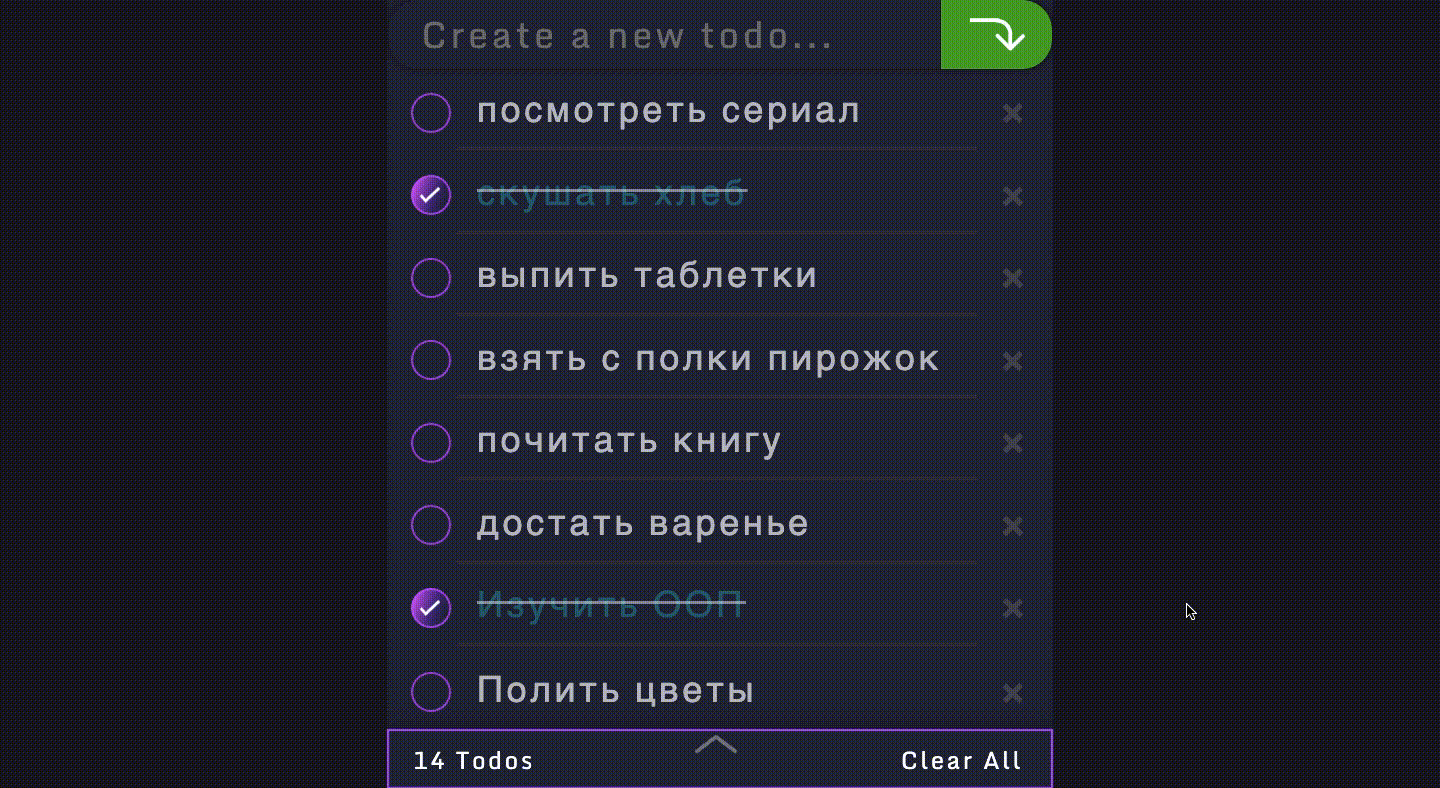 Create a new todo...
посмотреть сериал
скушать хлеб
выпить таблетки
взять с полки пирожок
почитать книгу
достать варенье
Изучить ООП
Полить цветы
14 Todos
Clear All